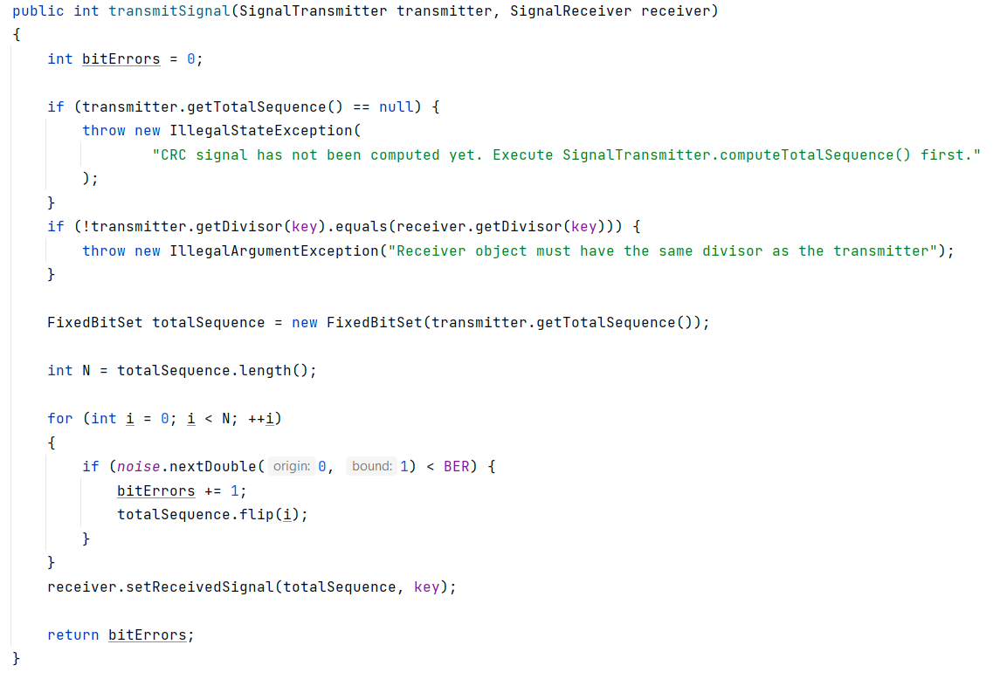 public int transmitSignal(SignalTransmitter transmitter, SignalReceiver receiver)
{
    int bitErrors = 0;

    if (transmitter.getTotalSequence() == null) {
        throw new IllegalStateException(
                "CRC signal has not been computed yet. Execute SignalTransmitter.computeTotalSequence() first."
        );
    }
    if (!transmitter.getDivisor(key).equals(receiver.getDivisor(key))) {
        throw new IllegalArgumentException("Receiver object must have the same divisor as the transmitter");
    }

    FixedBitSet totalSequence = new FixedBitSet(transmitter.getTotalSequence());

    int N = totalSequence.length();

    for (int i = 0; i < N; ++i)
    {
        if (noise.nextDouble( origin: 0, bound: 1) < BER) {
            bitErrors += 1;
            totalSequence.flip(i);
        }
    }
    receiver.setReceivedSignal(totalSequence, key);

    return bitErrors;
}